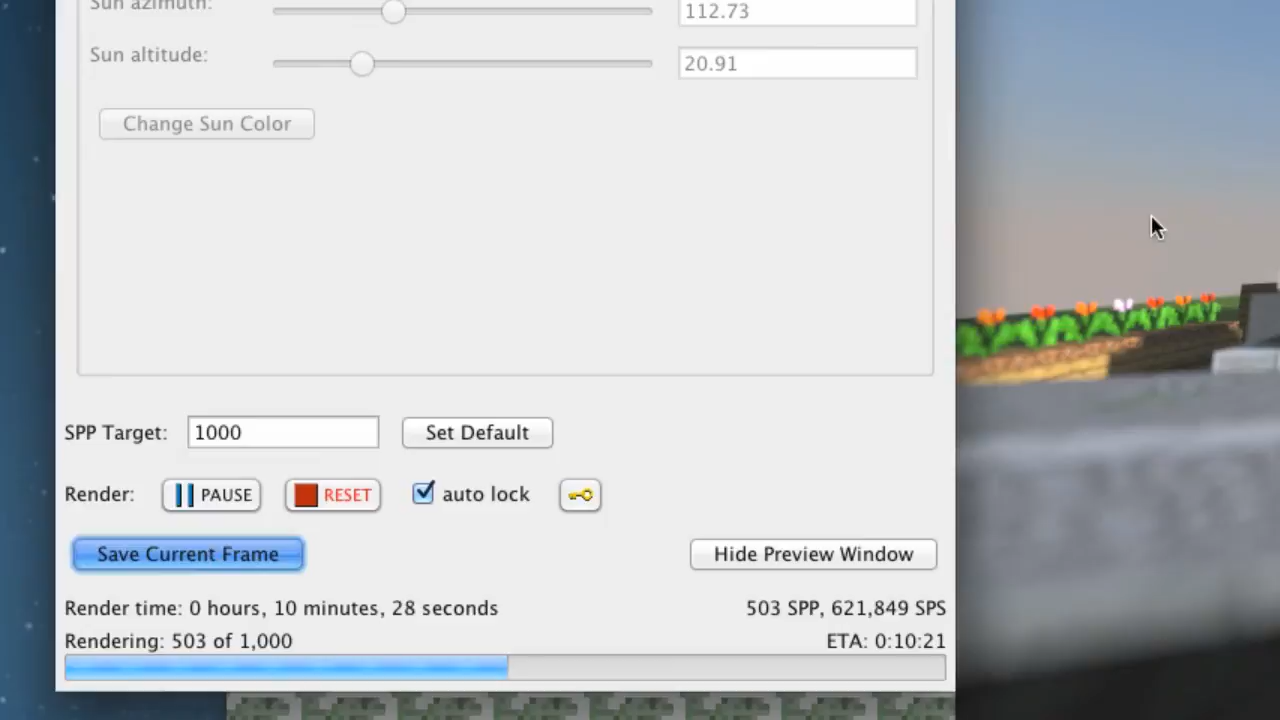 Sun azimuth:
112.73
Sun altitude:
20.91
Change Sun Color
SPP Target:
1000
Set Default
Render:
PAUSE
RESET
auto lock
Save Current Frame
Hide Preview Window
Render time: 0 hours, 10 minutes, 28 seconds
503 SPP, 621,849 SPS
Rendering: 503 of 1,000
ETA: 0:10:21